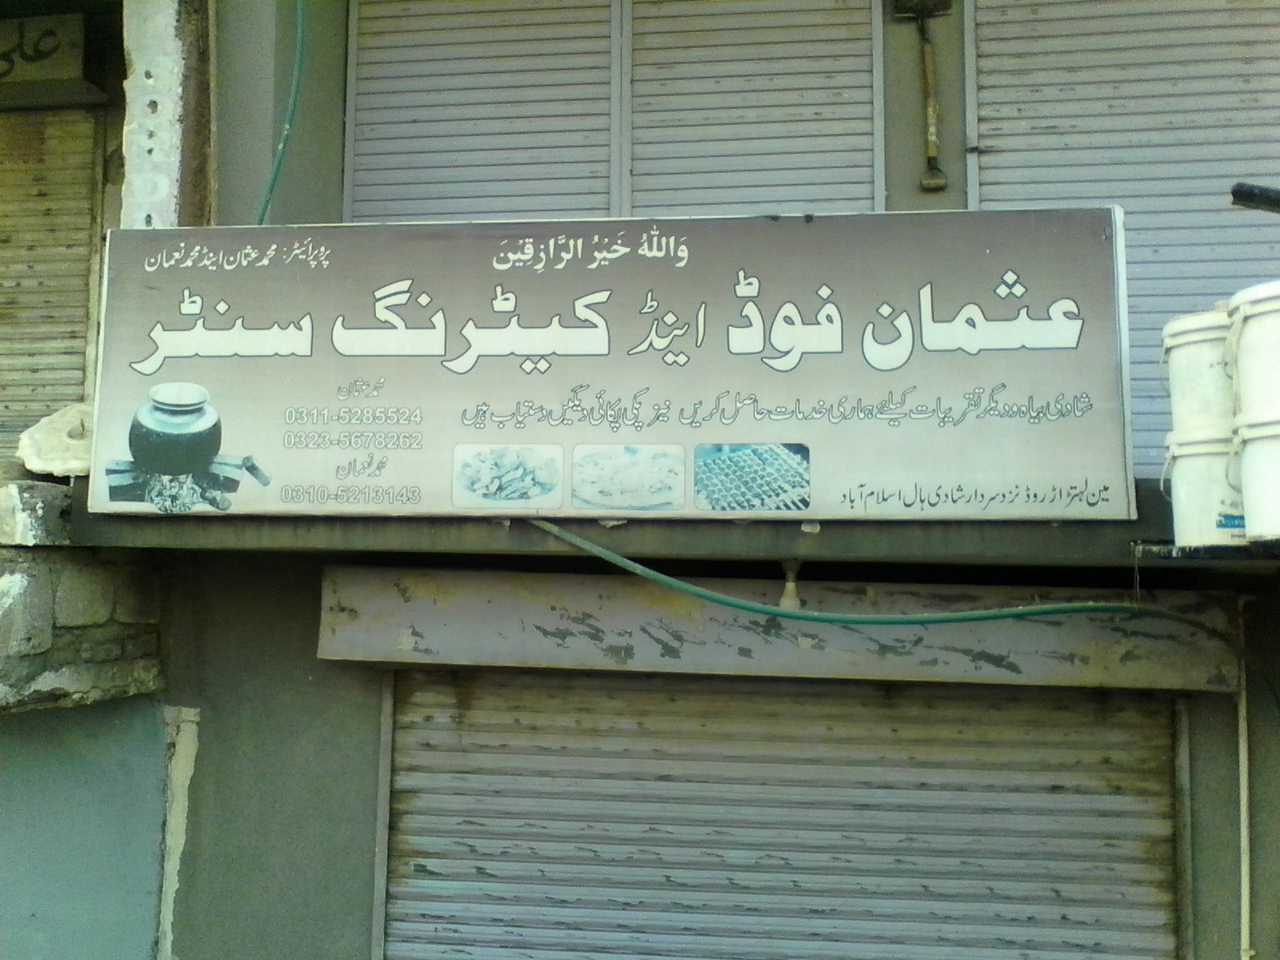 علی
وَاللّٰهُ خَيْرُ الرَّازِقِيْنَ
پروپرائیٹر: محمد عثمان اینڈ محمد نعمان
عثمان فوڈ اینڈ کیٹرنگ سنٹر
شادی بیاہ و دیگر تقریبات کیلئے ہماری خدمات حاصل کریں نیز پکی پکائی دیگیں دستیاب ہیں
محمد عثمان
0311-5285524
0323-5678262
محمد نعمان
0310-5213143
مین لہتراڑ روڈ نزد سردار شادی ہال اسلام آباد